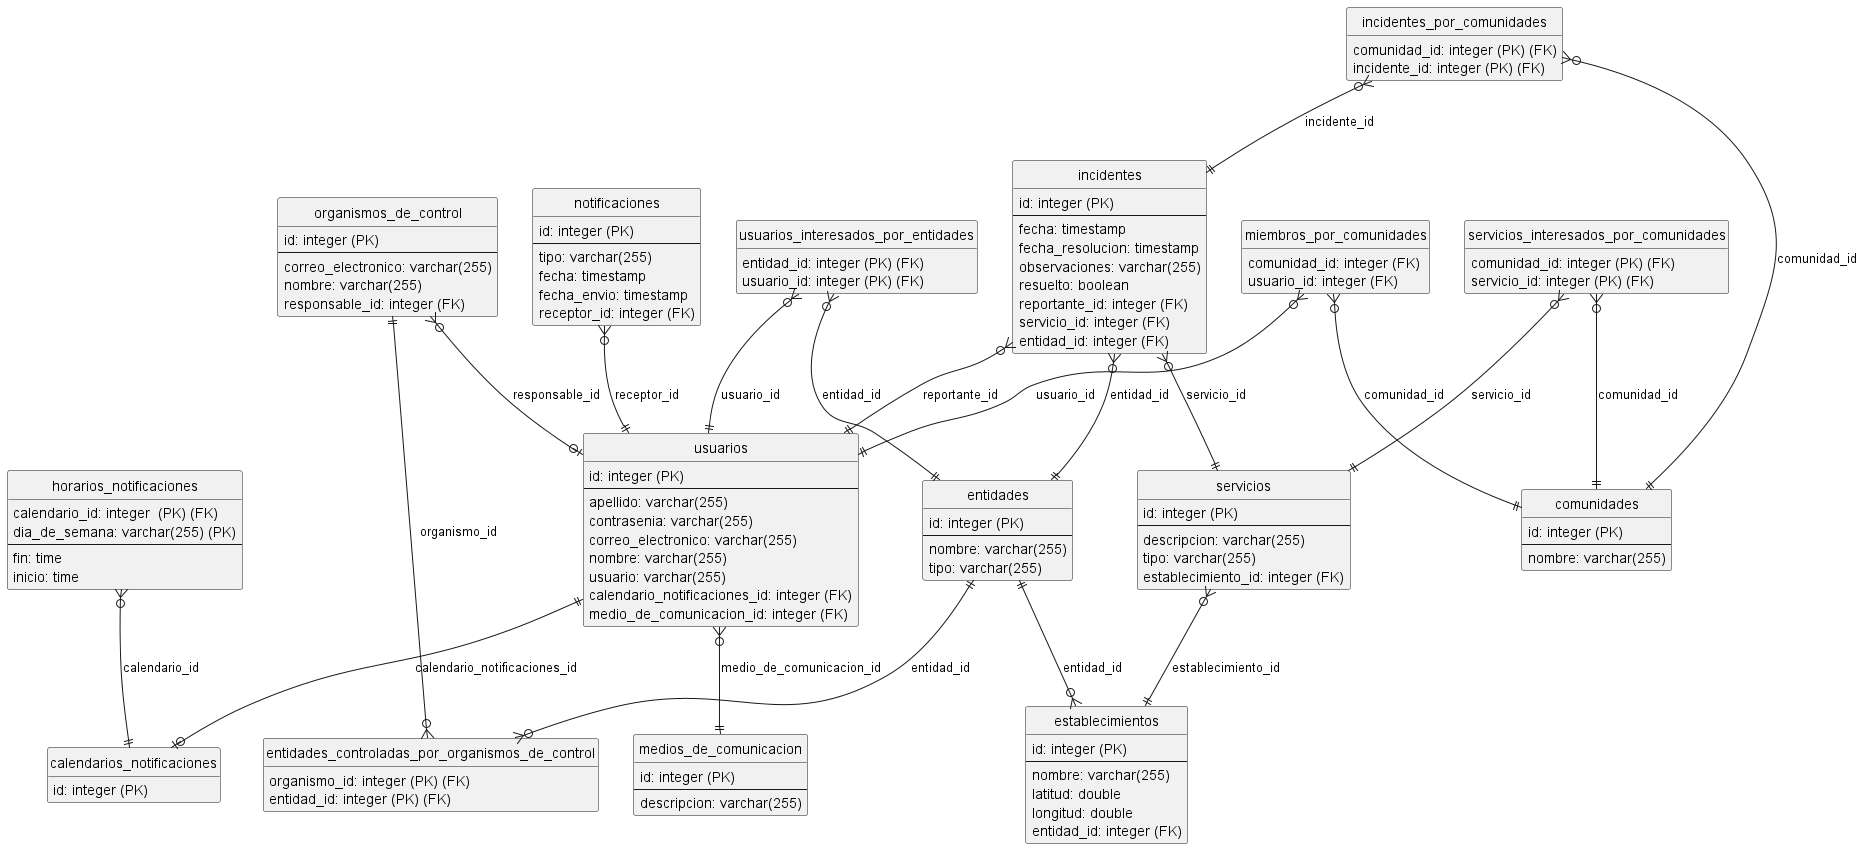 incidentes_por_comunidades
comunidad_id: integer (PK) (FK)
incidente_id: integer (PK) (FK)
incidente_id
comunidad_id
organismos_de_control
id: integer (PK)
correo_electronico: varchar(255)
nombre: varchar(255)
responsable_id: integer (FK)
notificaciones
id: integer (PK)
tipo: varchar(255)
fecha: timestamp
fecha_envio: timestamp
receptor_id: integer (FK)
usuarios_interesados_por_entidades
entidad_id: integer (PK) (FK)
usuario_id: integer (PK) (FK)
incidentes
id: integer (PK)
fecha: timestamp
fecha_resolucion: timestamp
observaciones: varchar(255)
resuelto: boolean
reportante_id: integer (FK)
servicio_id: integer (FK)
entidad_id: integer (FK)
miembros_por_comunidades
comunidad_id: integer (FK)
usuario_id: integer (FK)
servicios_interesados_por_comunidades
comunidad_id: integer (PK) (FK)
servicio_id: integer (PK) (FK)
responsable_id
receptor_id
usuario_id
entidad_id
reportante_id
usuario_id
entidad_id
servicio_id
comunidad_id
servicio_id
comunidad_id
horarios_notificaciones
calendario_id: integer  (PK) (FK)
dia_de_semana: varchar(255) (PK)
fin: time
inicio: time
organismo_id
usuarios
id: integer (PK)
apellido: varchar(255)
contrasenia: varchar(255)
correo_electronico: varchar(255)
nombre: varchar(255)
usuario: varchar(255)
calendario_notificaciones_id: integer (FK)
medio_de_comunicacion_id: integer (FK)
entidades
id: integer (PK)
nombre: varchar(255)
tipo: varchar(255)
servicios
id: integer (PK)
descripcion: varchar(255)
tipo: varchar(255)
establecimiento_id: integer (FK)
comunidades
id: integer (PK)
nombre: varchar(255)
calendario_id
calendario_notificaciones_id
medio_de_comunicacion_id
entidad_id
entidad_id
establecimiento_id
calendarios_notificaciones
id: integer (PK)
entidades_controladas_por_organismos_de_control
organismo_id: integer (PK) (FK)
entidad_id: integer (PK) (FK)
medios_de_comunicacion
id: integer (PK)
descripcion: varchar(255)
establecimientos
id: integer (PK)
nombre: varchar(255)
latitud: double
longitud: double
entidad_id: integer (FK)